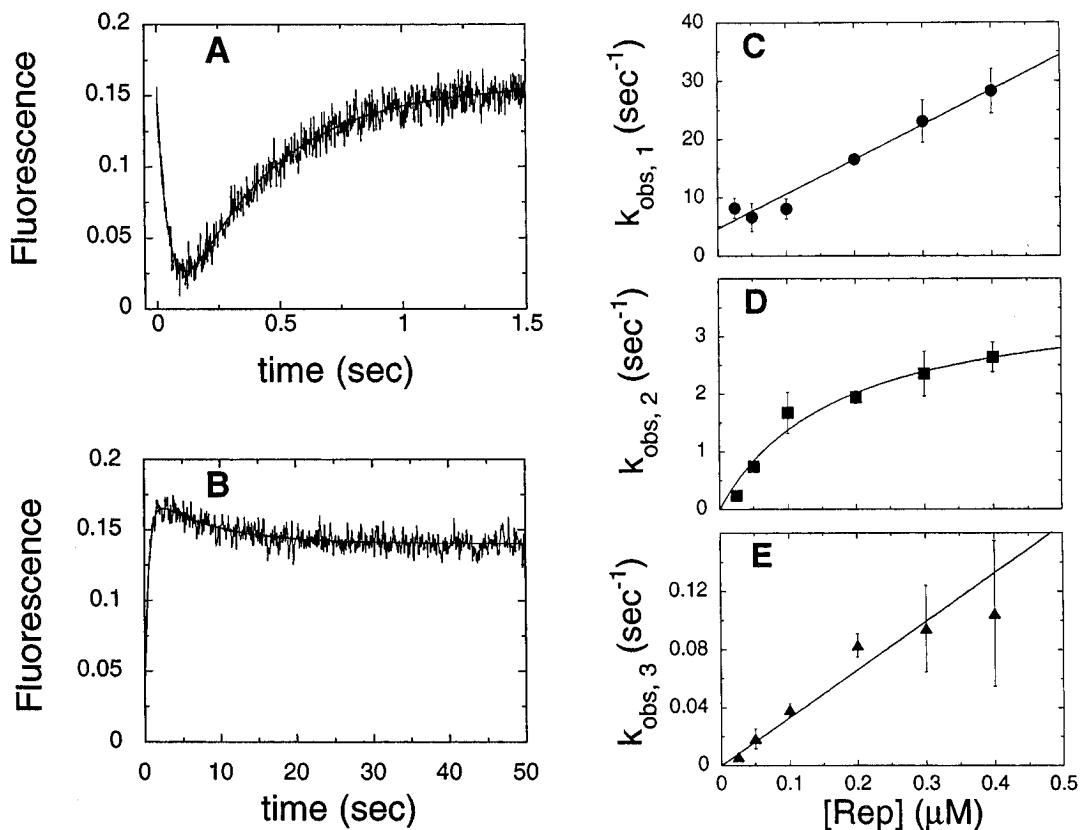 A
Fluorescence
0.2
0.15
0.1
0.05
0
0 0.5 1 1.5
time (sec)
B
Fluorescence
0.2
0.15
0.1
0.05
0
0 10 20 30 40 50
time (sec)
C
k obs, 1 (sec-1)
40
30
20
10
0
D
k obs, 2 (sec-1)
3
2
1
0
E
k obs, 3 (sec-1)
0.12
0.08
0.04
0
0 0.1 0.2 0.3 0.4 0.5
[Rep] (μM)